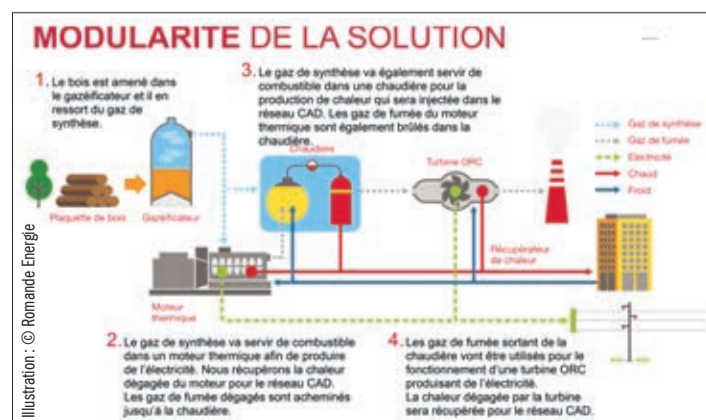 MODULARITE DE LA SOLUTION
1. Le bois est amené dans
le gazéificateur et il en
ressort du gaz de
synthèse.
3. Le gaz de synthèse va également servir de
combustible dans une chaudière pour la
production de chaleur qui sera injectée dans le
réseau CAD. Les gaz de fumée du moteur
thermique sont également brûlés dans la
chaudière.
Chaudière
Turbine ORC
Gaz de synthèse
Gaz de fumée
Electricité
Chaud
Froid
Plaquette de bois
Gazéificateur
Récupérateur
de chaleur
Moteur
thermique
2. Le gaz de synthèse va servir de combustible
dans un moteur thermique afin de produire
de l'électricité. Nous récupérons la chaleur
dégagée du moteur pour le réseau CAD.
Les gaz de fumée dégagés sont acheminés
jusqu'à la chaudière.
4. Les gaz de fumée sortant de la
chaudière vont être utilisés pour le
fonctionnement d'une turbine ORC
produisant de l'électricité.
La chaleur dégagée par la turbine
sera récupérée pour le réseau CAD.
Illustration : © Romande Energie